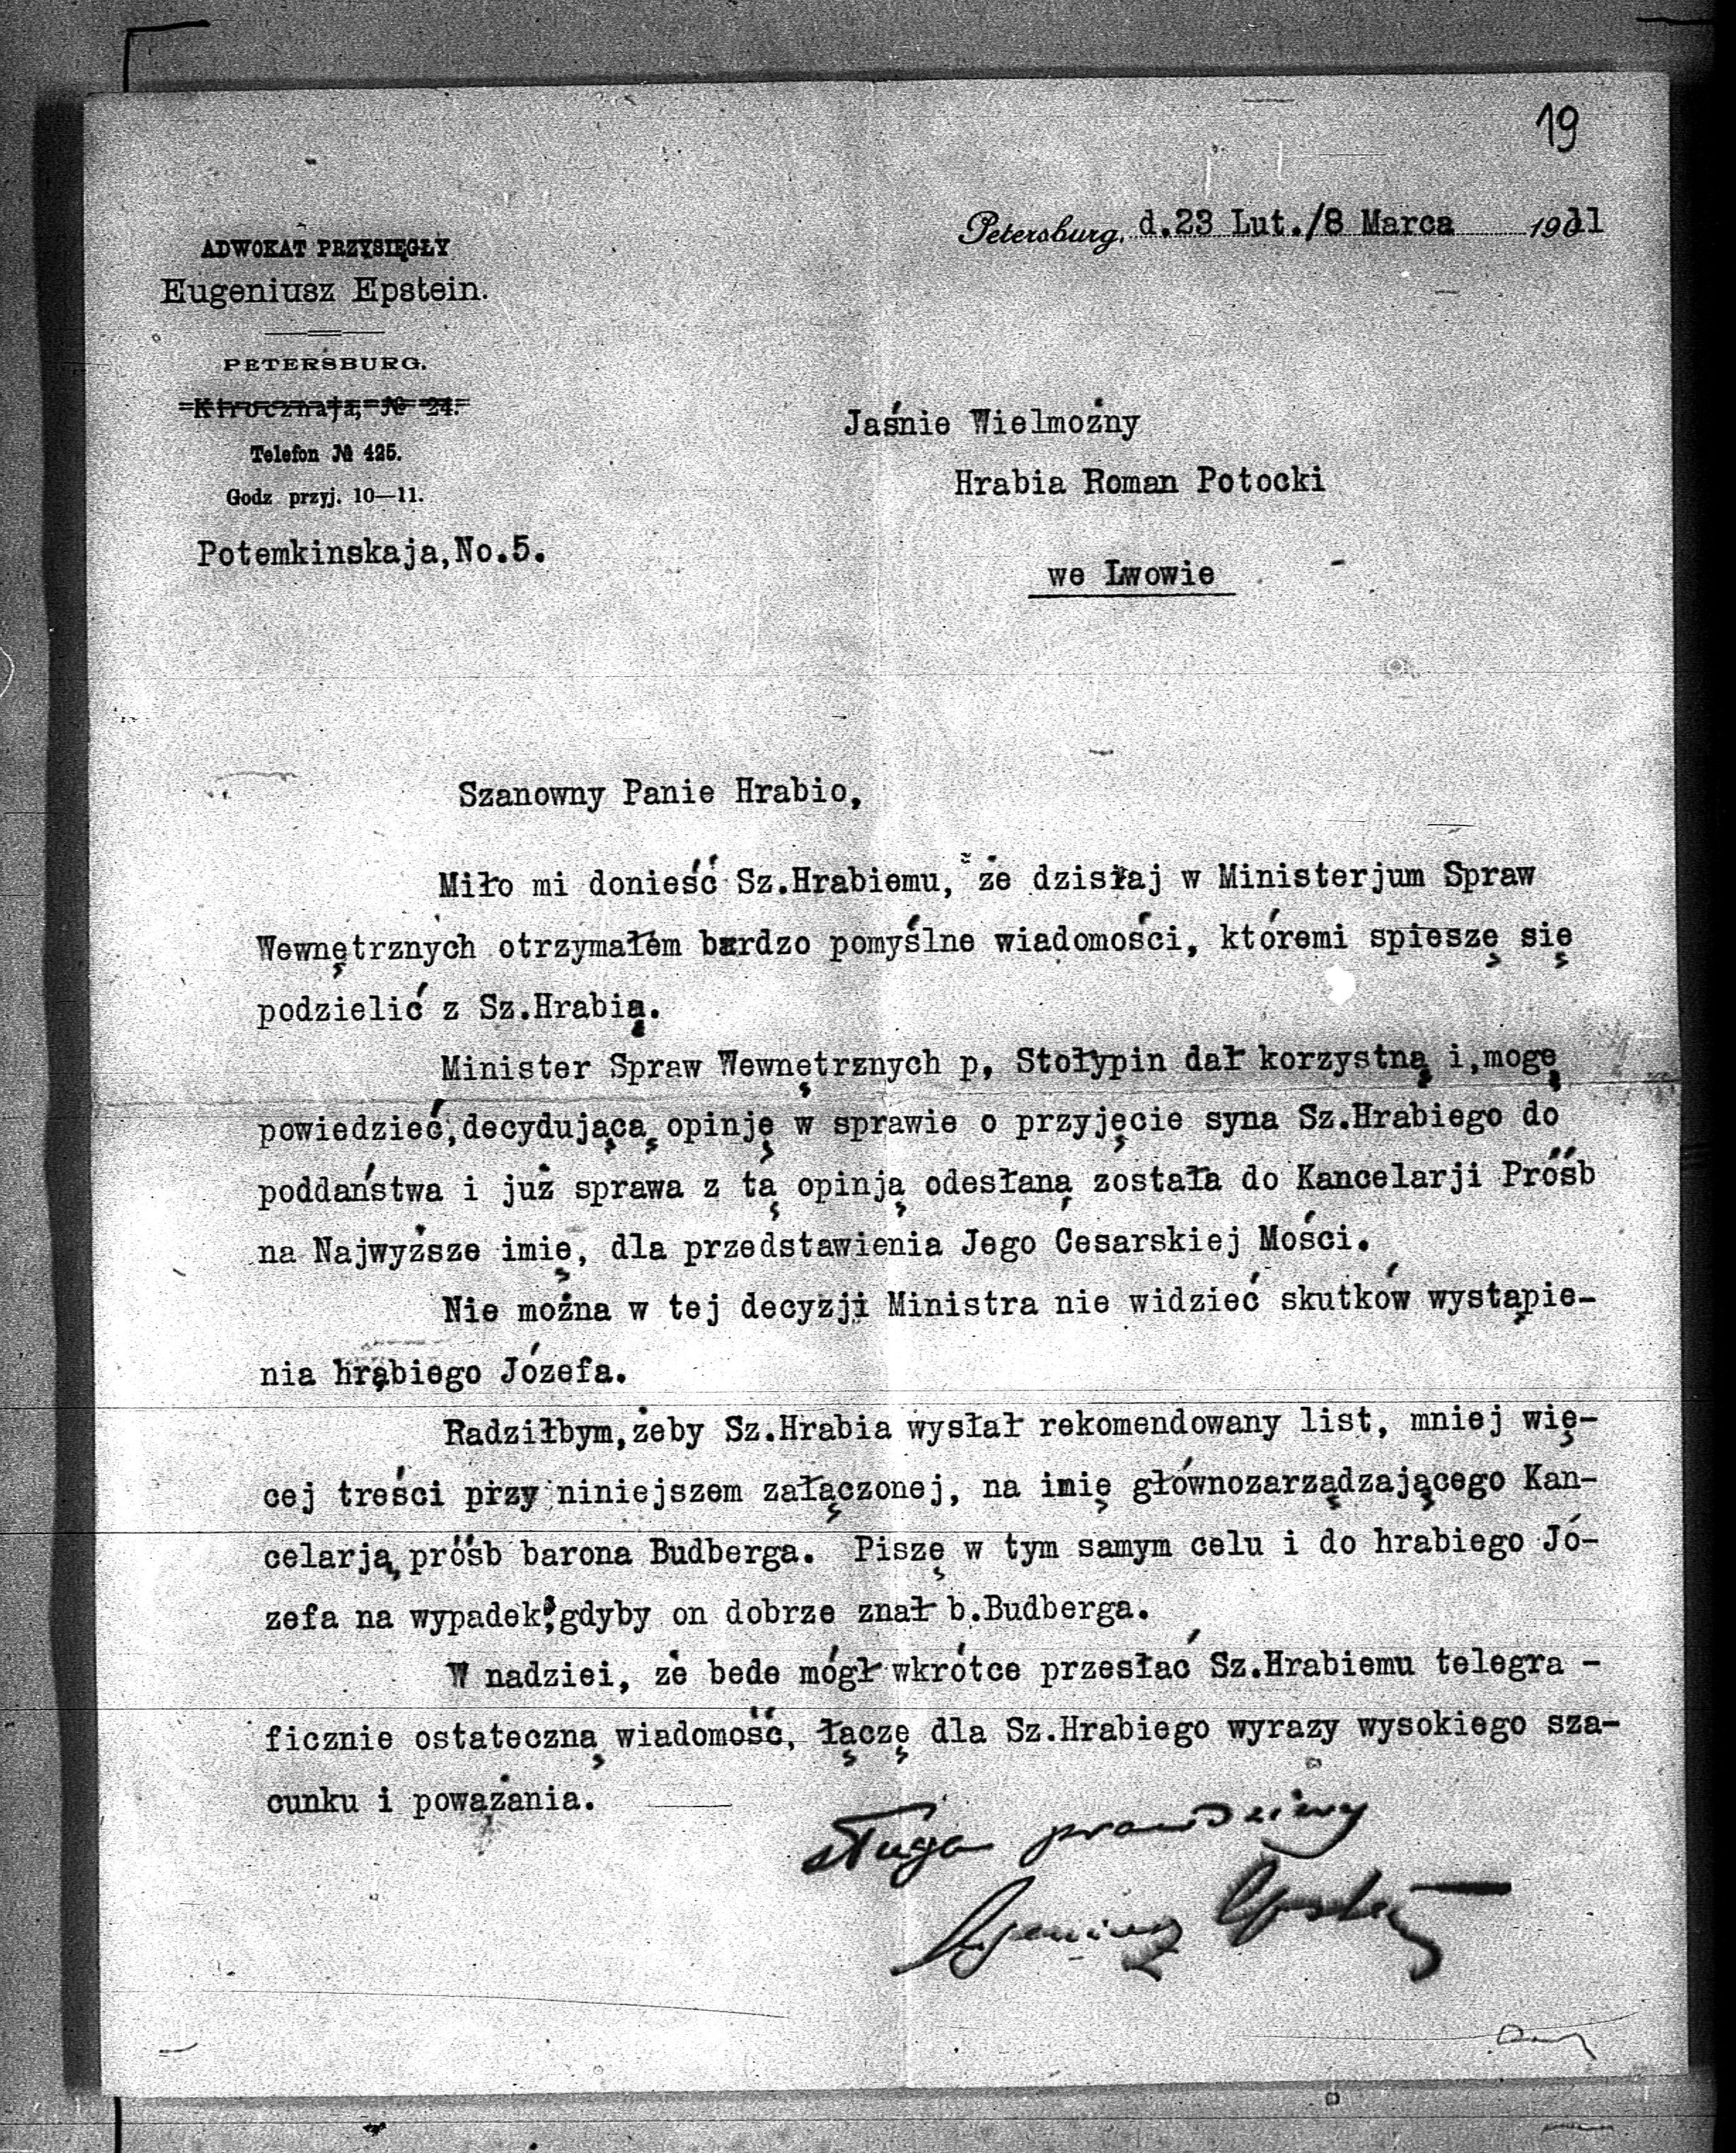 19
Petersburg, d.23 Lut./8 Marca 1911
ADWOKAT PRZYSIĘGŁY
Eugeniusz Epstein.
PETERSBURG.
Kirocznaja, № 24.
Telefon № 425.
Godz przyj. 10—11.
Potemkinskaja,No.5.
Jaśnie Wielmożny
Hrabia Roman Potocki
we Lwowie
Szanowny Panie Hrabio,
Miło mi donieść Sz.Hrabiemu, że dzisłaj w Ministerjum Spraw
Wewnętrznych otrzymałem bardzo pomyślne wiadomości, któremi spieszę się
podzielić z Sz.Hrabią.
Minister Spraw Wewnętrznych p, Stołypin dał korzystną i,mogę
powiedzieć,decydującą opinję w sprawie o przyjęcie syna Sz.Hrabiego do
poddaństwa i już sprawa z tą opinją odesłaną została do Kancelarji Próśb
na Najwyższe imię, dla przedstawienia Jego Cesarskiej Mości.
Nie można w tej decyzji Ministra nie widzieć skutków wystąpie-
nia hrabiego Józefa.
Radziłbym,żeby Sz.Hrabia wysłał rekomendowany list, mniej wię-
cej treści przy niniejszem załączonej, na imię głównozarządzającego Kan-
celarją próśb barona Budberga. Piszę w tym samym celu i do hrabiego Jó-
zefa na wypadek,gdyby on dobrze znał b.Budberga.
W nadziei, że bede mógł wkrótce przesłać Sz.Hrabiemu telegra -
ficznie ostateczną wiadomość, łączę dla Sz.Hrabiego wyrazy wysokiego sza-
cunku i poważania.
sługa prawdziwy
Eugeniusz Epstein